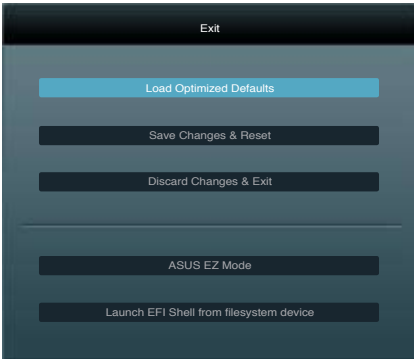 Exit
Load Optimized Defaults
Save Changes & Reset
Discard Changes & Exit
ASUS EZ Mode
Launch EFI Shell from filesystem device